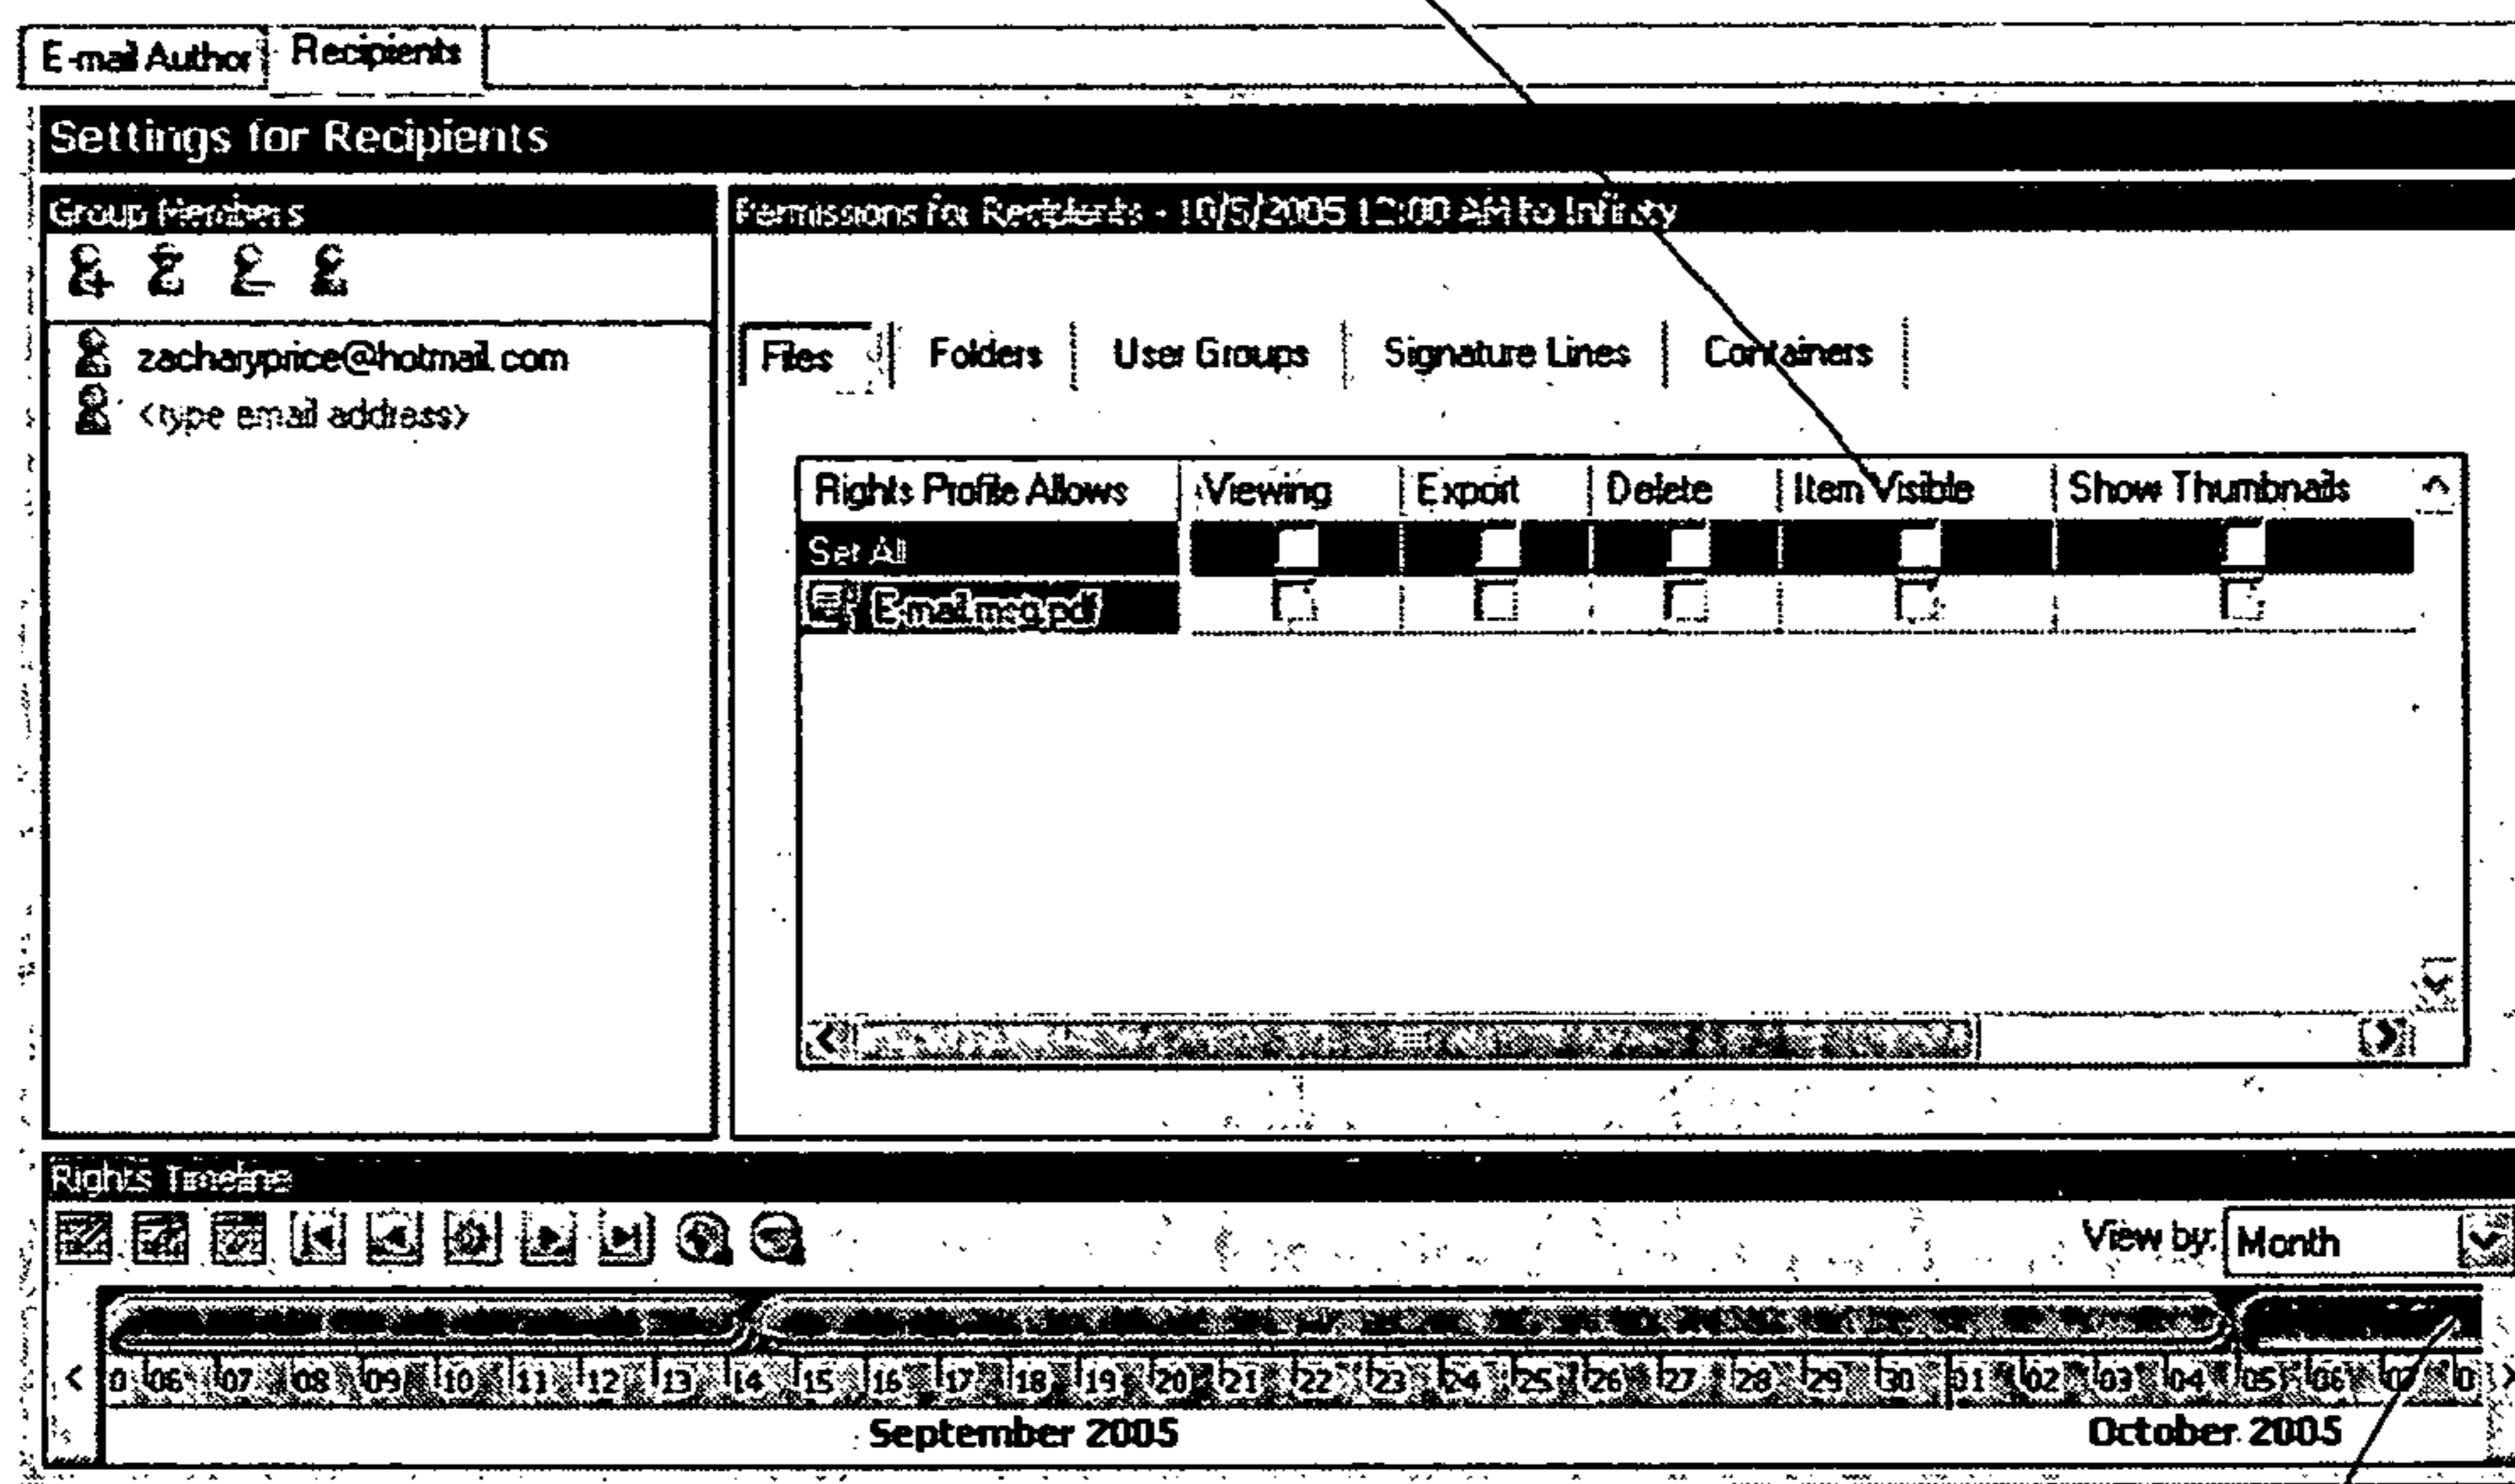 E-mail Author Recipients
Settings for Recipients
Group Members
Permissions for Recipients - 10/5/2005 12:00 AM to Infinity
zacharyprice@hotmail.com
<type email address>
Files Folders User Groups Signature Lines Containers
Rights Profile Allows Viewing Export Delete Item Visible Show Thumbnails
Set All
E-mail.msg.pdf
Rights Timeline
View by: Month
0 06 07 08 09 10 11 12 13 14 15 16 17 18 19 20 21 22 23 24 25 26 27 28 29 30 01 02 03 04 05 06 07 0
September 2005 October 2005